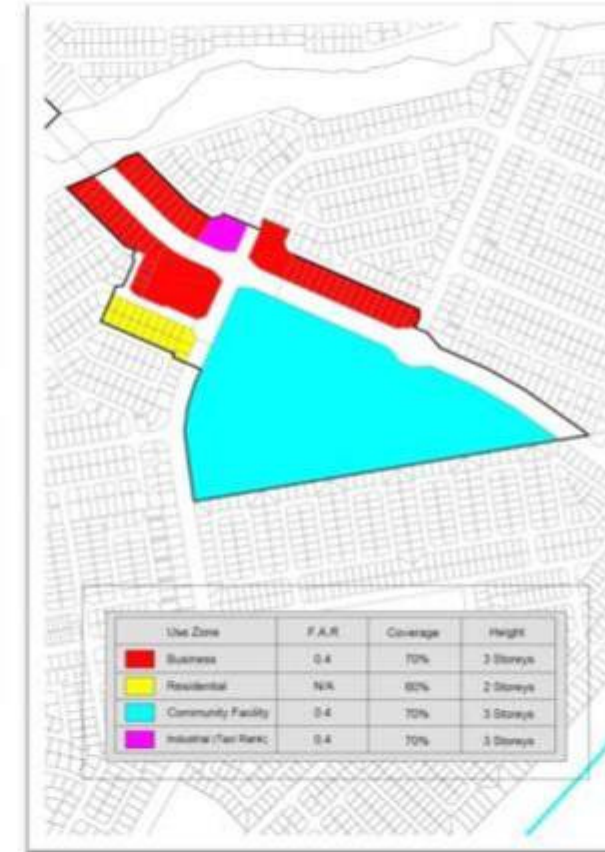 Use Zone F.A.R Coverage Height
Business 0.4 70% 3 Storeys
Residential N/A 60% 2 Storeys
Community Facility 0.4 70% 3 Storeys
Industrial (Taxi Rank) 0.4 70% 3 Storeys